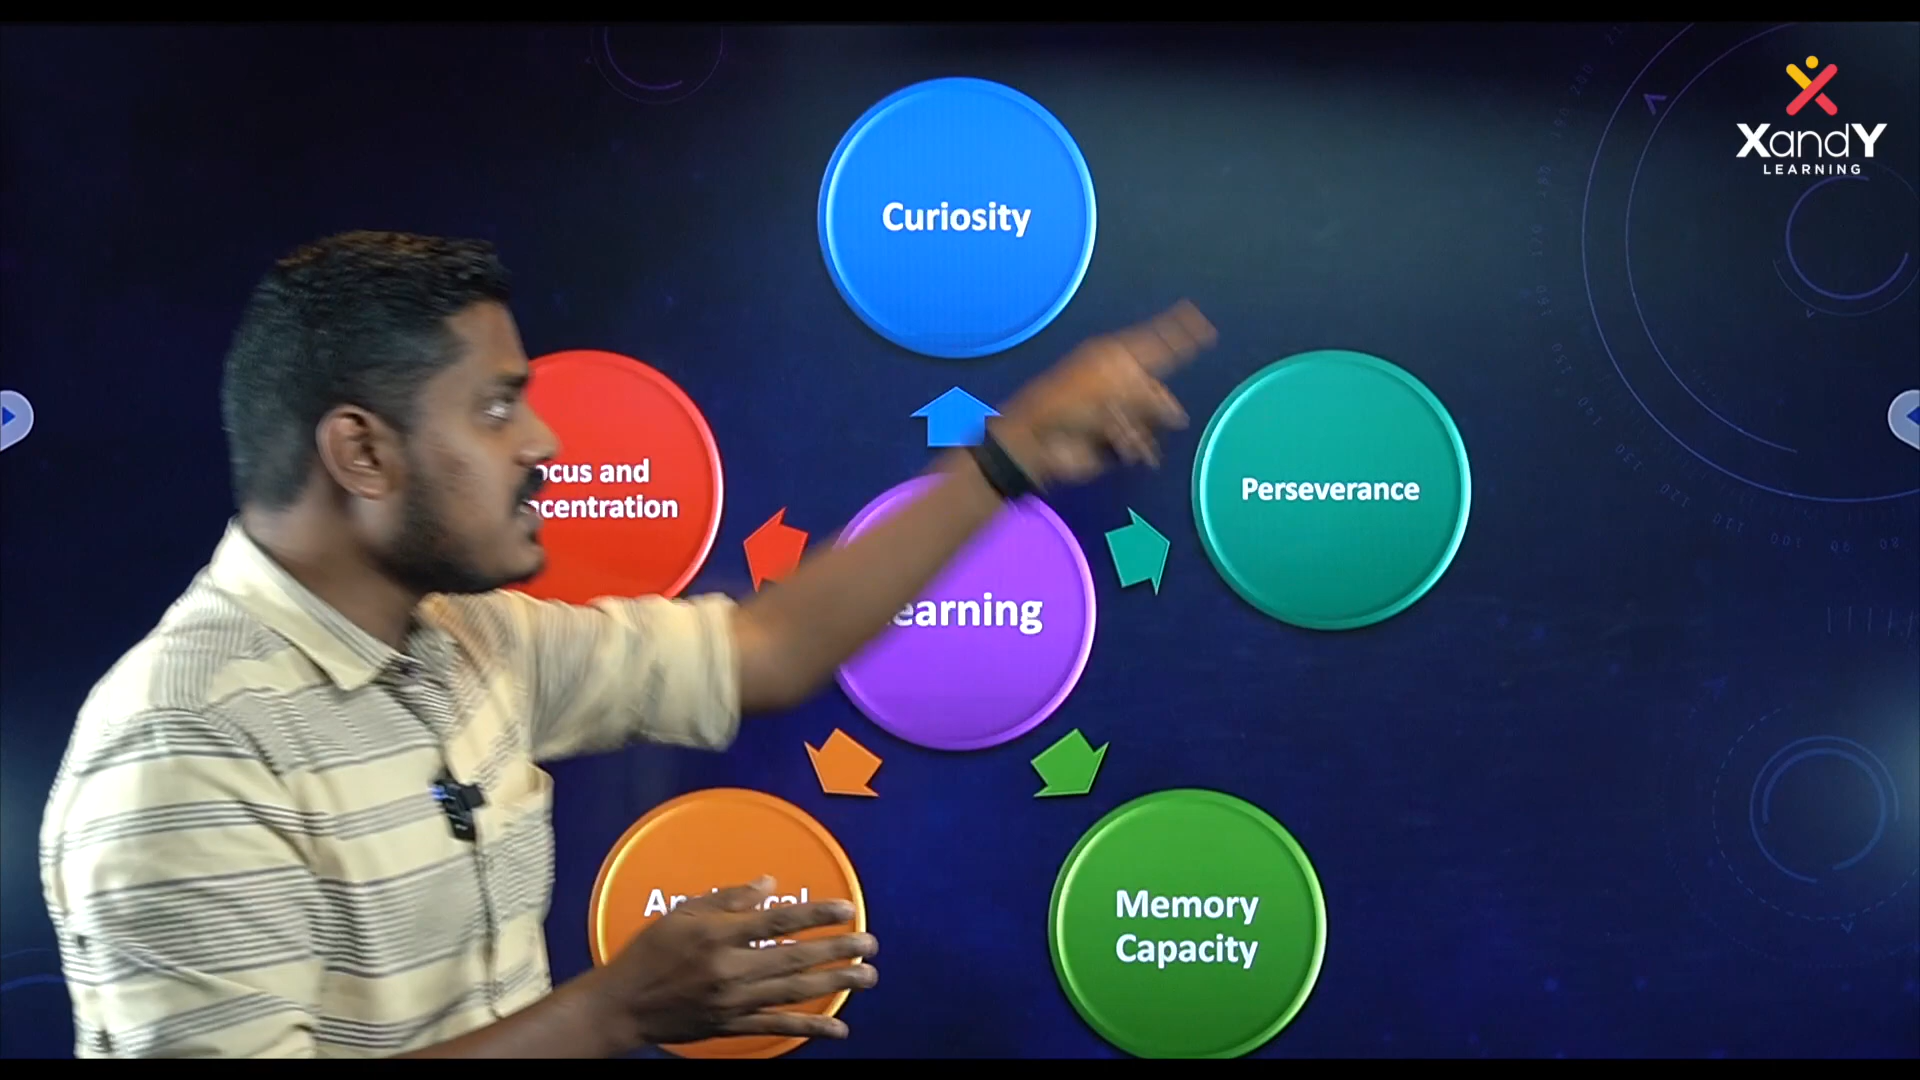 Curiosity
XandY
LEARNING
ocus and
centration
Perseverance
earning
Memory
Capacity